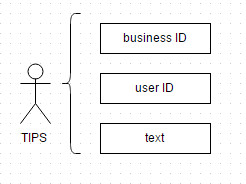 business ID
user ID
TIPS
text